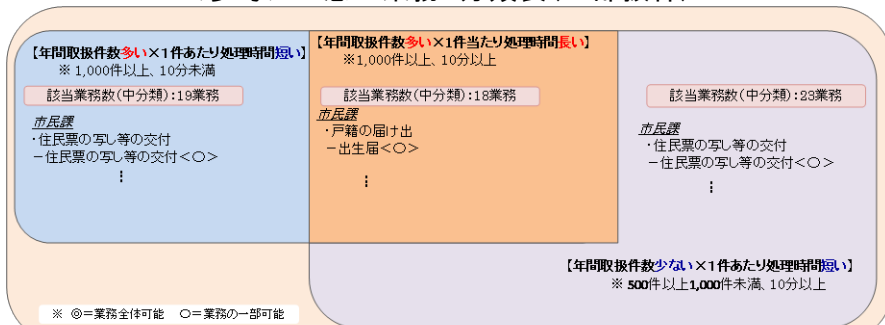 【年間取扱件数多い×1件あたり処理時間短い】
※1,000件以上、10分未満
該当業務数(中分類):19業務
市民課
・住民票の写し等の交付
－住民票の写し等の交付<○>
⋮
【年間取扱件数多い×1件当たり処理時間長い】
※1,000件以上、10分以上
該当業務数(中分類):18業務
市民課
・戸籍の届け出
－出生届<○>
⋮
該当業務数(中分類):23業務
市民課
・住民票の写し等の交付
－住民票の写し等の交付<○>
⋮
【年間取扱件数少ない×1件あたり処理時間短い】
※500件以上1,000件未満、10分以上
※ ◎=業務全体可能 ○=業務の一部可能